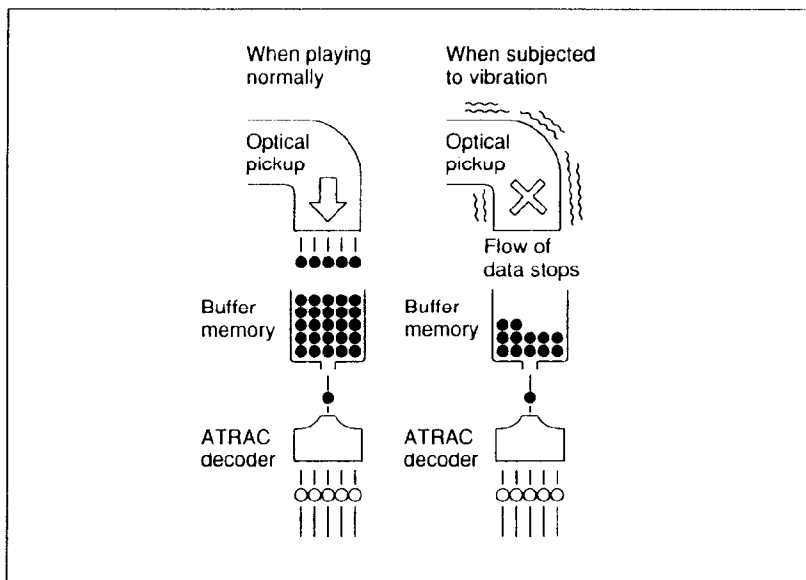 When playing
normally
Optical
pickup
Buffer
memory
ATRAC
decoder
When subjected
to vibration
Optical
pickup
Flow of
data stops
Buffer
memory
ATRAC
decoder